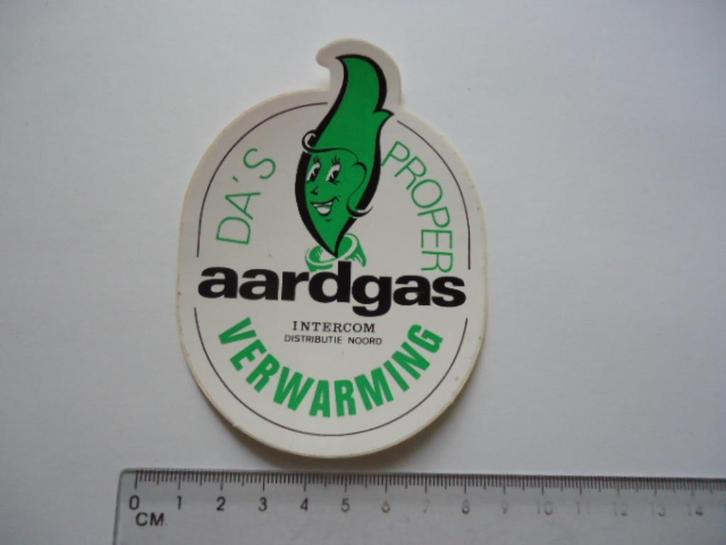 DA'S PROPER
aardgas
INTERCOM
DISTRIBUTIE NOORD
VERWARMING
0 1 2 3 4 5 6 7 8 9 10 11 12 13 14
CM